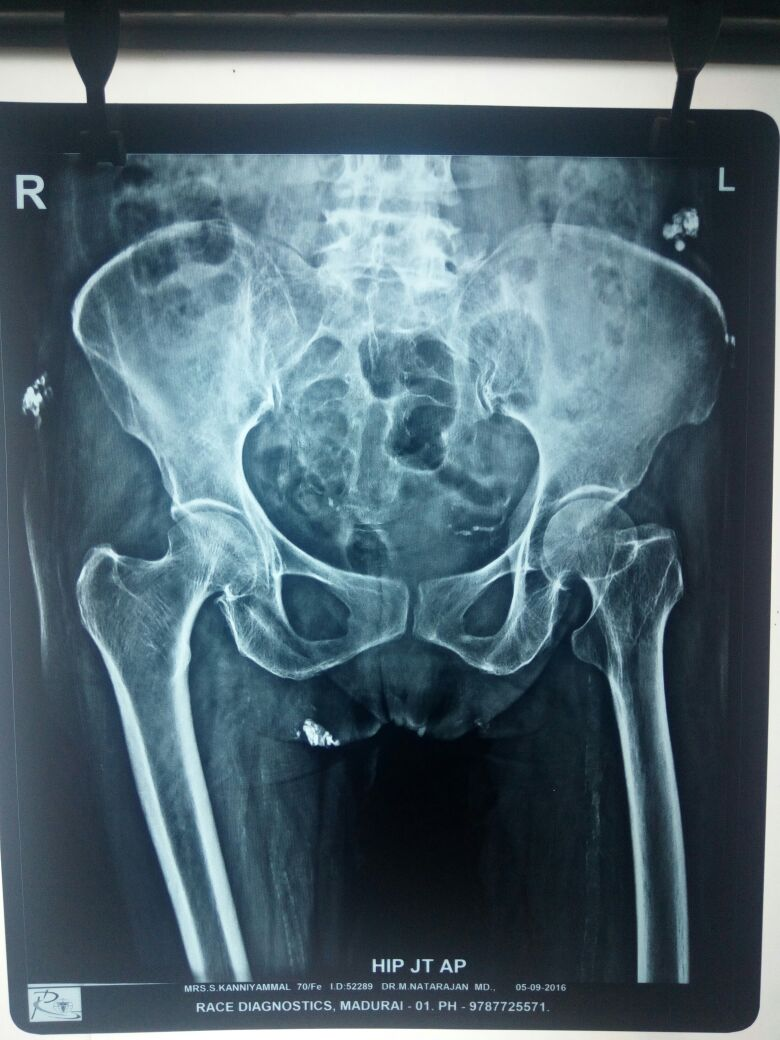 R
L
HIP JT AP
MRS.S.KANNIYAMMAL 70/Fe I.D:52289 DR.M.NATARAJAN MD., 05-09-2016
RACE DIAGNOSTICS, MADURAI - 01. PH - 9787725571.